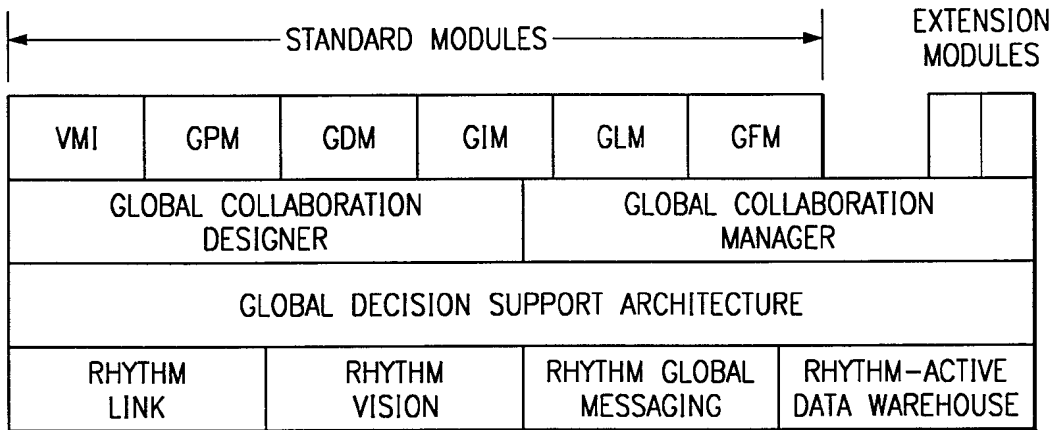 STANDARD MODULES
EXTENSION
MODULES
VMI GPM GDM GIM GLM GFM
GLOBAL COLLABORATION
DESIGNER
GLOBAL COLLABORATION
MANAGER
GLOBAL DECISION SUPPORT ARCHITECTURE
RHYTHM
LINK
RHYTHM
VISION
RHYTHM GLOBAL
MESSAGING
RHYTHM-ACTIVE
DATA WAREHOUSE